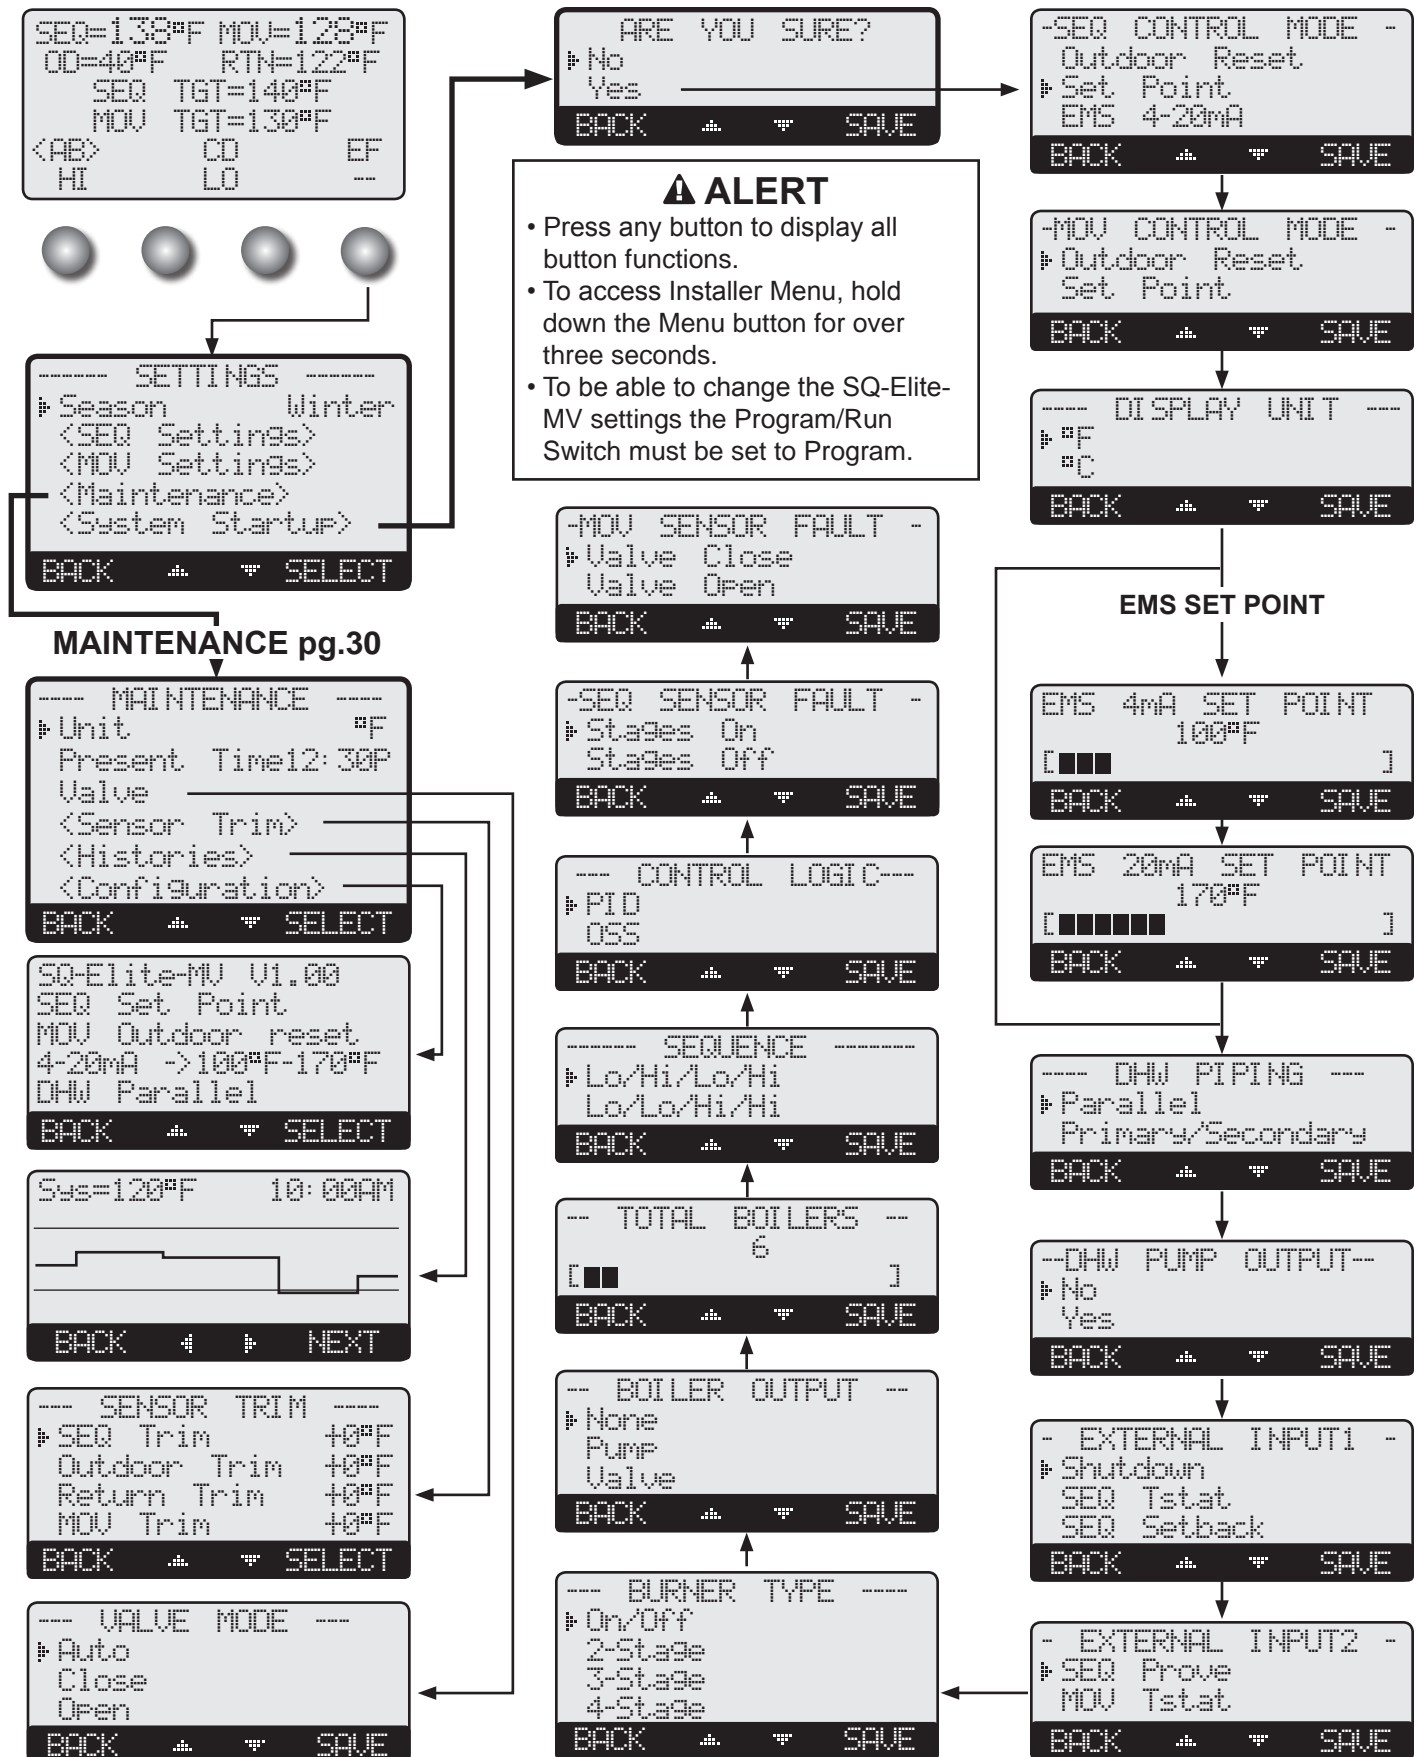 SEQ=138°F MOV=128°F
OD=40°F RTN=122°F
SEQ TGT=140°F
MOV TGT=130°F
<AB> CD EF
HI LO --
------ SETTINGS ------
Season Winter
<SEQ Settings>
<MOV Settings>
<Maintenance>
<System Startup>
BACK SELECT
MAINTENANCE pg.30
---- MAINTENANCE ----
Unit °F
Present Time12:30P
Valve
<Sensor Trim>
<Histories>
<Configuration>
BACK SELECT
SQ-Elite-MV V1.00
SEQ Set Point
MOV Outdoor reset
4-20mA ->100°F-170°F
DHW Parallel
BACK SELECT
Sys=120°F 10:00AM
BACK NEXT
--- SENSOR TRIM ----
SEQ Trim +0°F
Outdoor Trim +0°F
Return Trim +0°F
MOV Trim +0°F
BACK SELECT
---- VALVE MODE ---
Auto
Close
Open
BACK SAVE
ARE YOU SURE?
No
Yes
BACK SAVE
ALERT
• Press any button to display all
button functions.
• To access Installer Menu, hold
down the Menu button for over
three seconds.
• To be able to change the SQ-Elite-
MV settings the Program/Run
Switch must be set to Program.
-MOV SENSOR FAULT -
Valve Close
Valve Open
BACK SAVE
-SEQ SENSOR FAULT -
Stages On
Stages Off
BACK SAVE
--- CONTROL LOGIC---
PID
OSS
BACK SAVE
------ SEQUENCE -------
Lo/Hi/Lo/Hi
Lo/Lo/Hi/Hi
BACK SAVE
-- TOTAL BOILERS --
6
[ ]
BACK SAVE
-- BOILER OUTPUT --
None
Pump
Valve
BACK SAVE
--- BURNER TYPE ----
On/Off
2-Stage
3-Stage
4-Stage
BACK SAVE
-SEQ CONTROL MODE -
Outdoor Reset
Set Point
EMS 4-20mA
BACK SAVE
-MOV CONTROL MODE -
Outdoor Reset
Set Point
BACK SAVE
---- DISPLAY UNIT ---
°F
°C
BACK SAVE
EMS SET POINT
EMS 4mA SET POINT
100°F
[ ]
BACK SAVE
EMS 20mA SET POINT
170°F
[ ]
BACK SAVE
---- DHW PIPING ---
Parallel
Primary/Secondary
BACK SAVE
--DHW PUMP OUTPUT--
No
Yes
BACK SAVE
- EXTERNAL INPUT1 -
Shutdown
SEQ Tstat
SEQ Setback
BACK SAVE
- EXTERNAL INPUT2 -
SEQ Prove
MOV Tstat
BACK SAVE